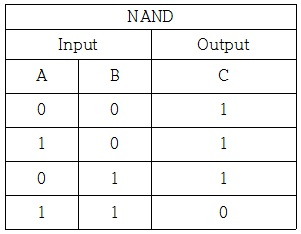 NAND
Input Output
A B C
0 0 1
1 0 1
0 1 1
1 1 0